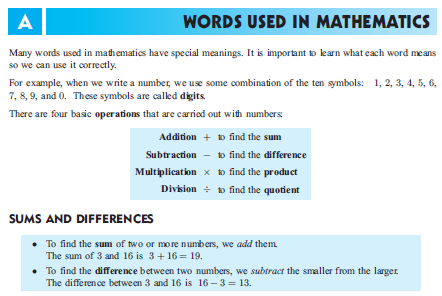 A WORDS USED IN MATHEMATICS
Many words used in mathematics have special meanings. It is important to learn what each word means
so we can use it correctly.
For example, when we write a number, we use some combination of the ten symbols: 1, 2, 3, 4, 5, 6,
7, 8, 9, and 0. These symbols are called digits.
There are four basic operations that are carried out with numbers:
Addition + to find the sum
Subtraction − to find the difference
Multiplication × to find the product
Division ÷ to find the quotient
SUMS AND DIFFERENCES
• To find the sum of two or more numbers, we add them.
The sum of 3 and 16 is 3 + 16 = 19.
• To find the difference between two numbers, we subtract the smaller from the larger.
The difference between 3 and 16 is 16 − 3 = 13.